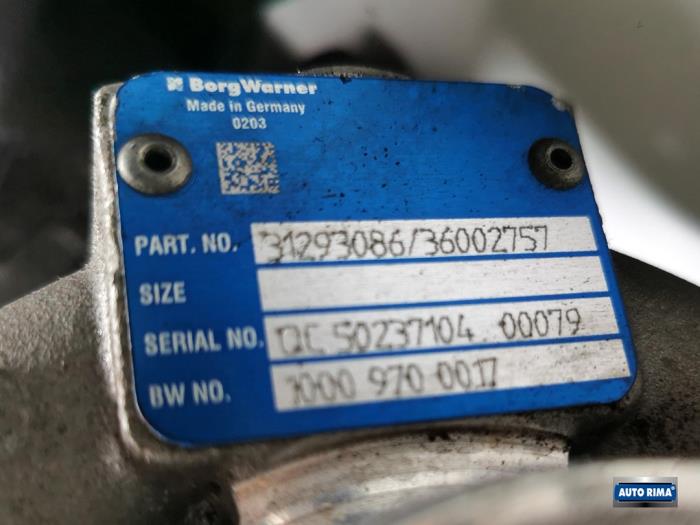 BorgWarner
Made in Germany
0203
PART. NO. 31293086/36002757
SIZE
SERIAL NO. QC 50237104 00079
BW NO. 1000 970 0017
AUTO RIMA®